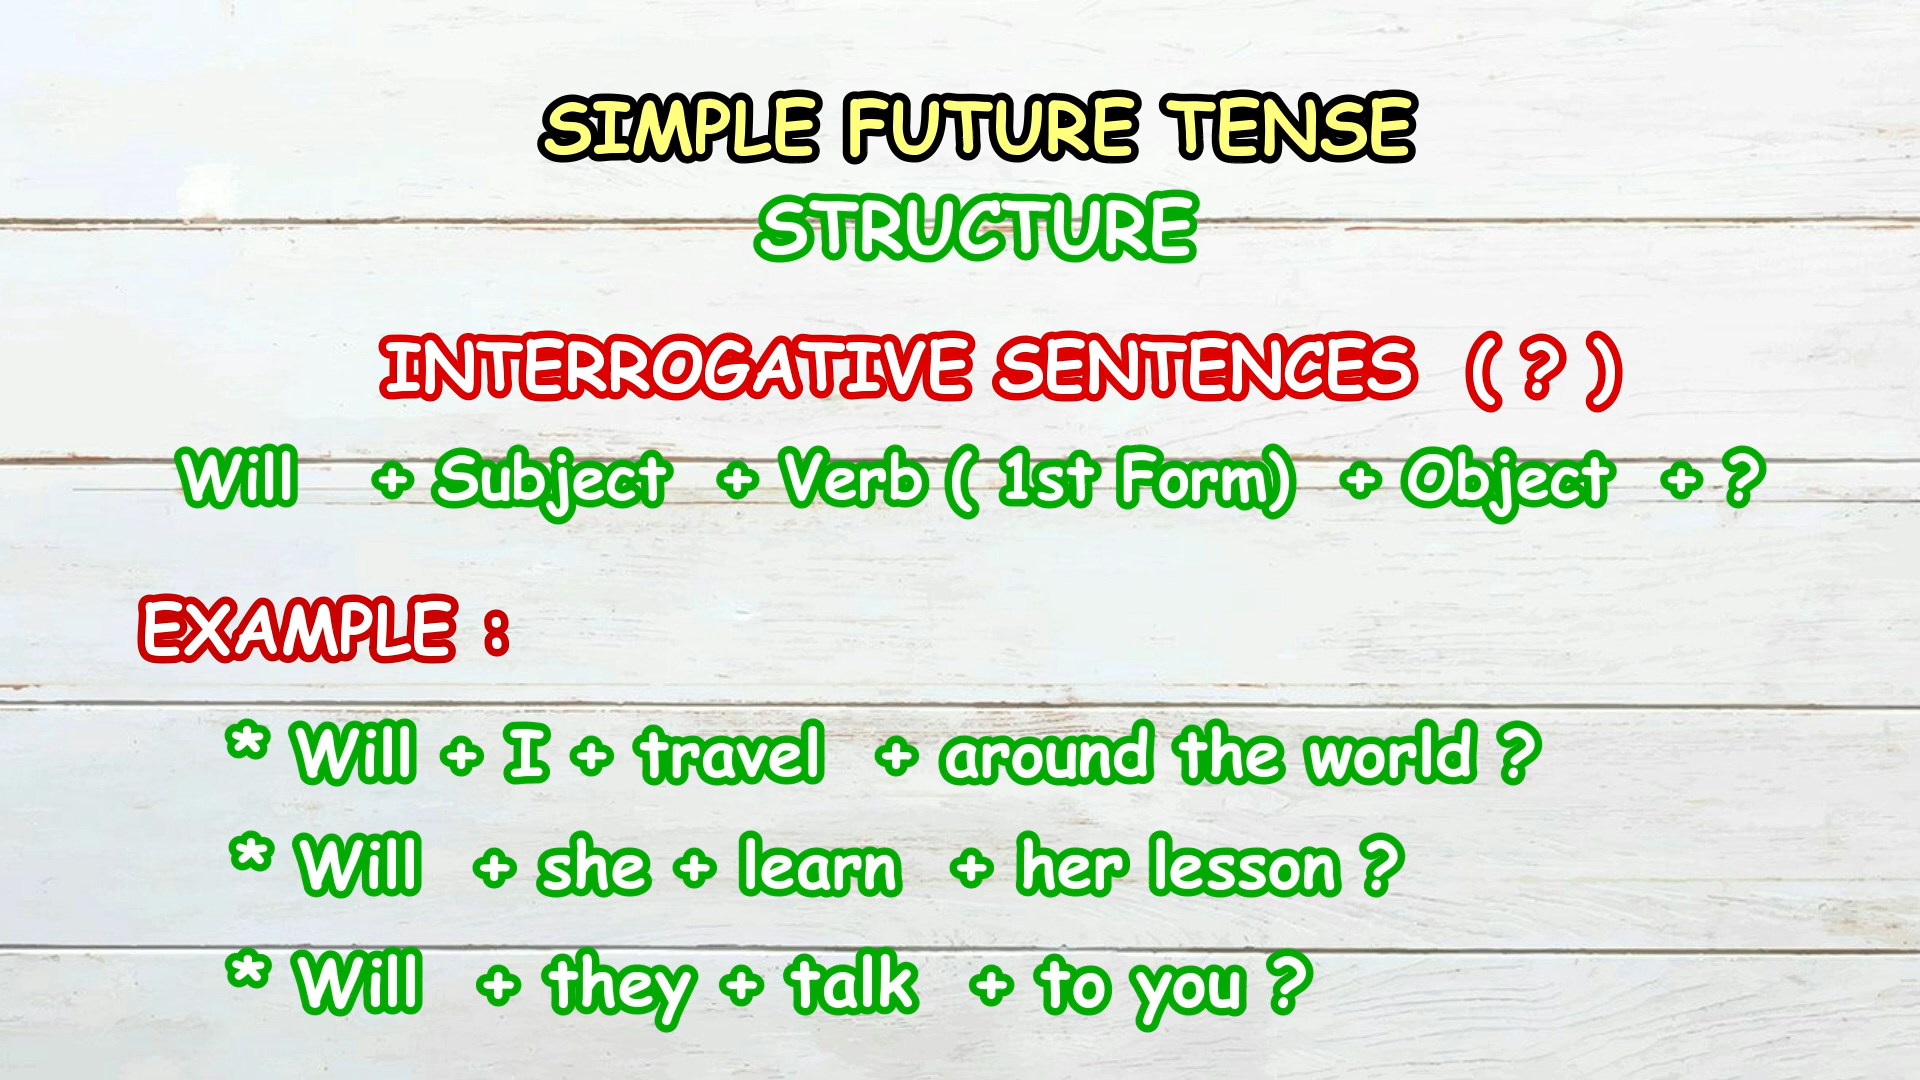 SIMPLE FUTURE TENSE
STRUCTURE
INTERROGATIVE SENTENCES ( ? )
Will + Subject + Verb ( 1st Form) + Object + ?
EXAMPLE :
* Will + I + travel + around the world ?
* Will + she + learn + her lesson ?
* Will + they + talk + to you ?